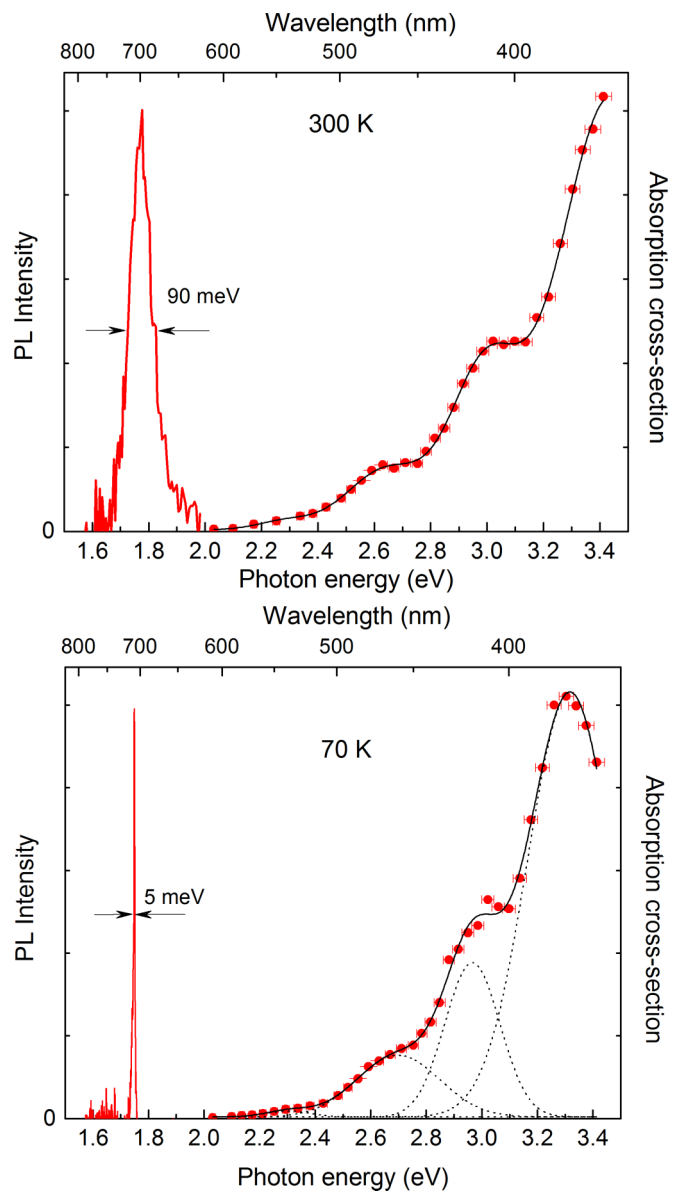 Wavelength (nm)
800 700 600 500 400
300 K
PL Intensity
90 meV
Absorption cross-section
0
1.6 1.8 2.0 2.2 2.4 2.6 2.8 3.0 3.2 3.4
Photon energy (eV)
Wavelength (nm)
800 700 600 500 400
70 K
PL Intensity
5 meV
Absorption cross-section
0
1.6 1.8 2.0 2.2 2.4 2.6 2.8 3.0 3.2 3.4
Photon energy (eV)